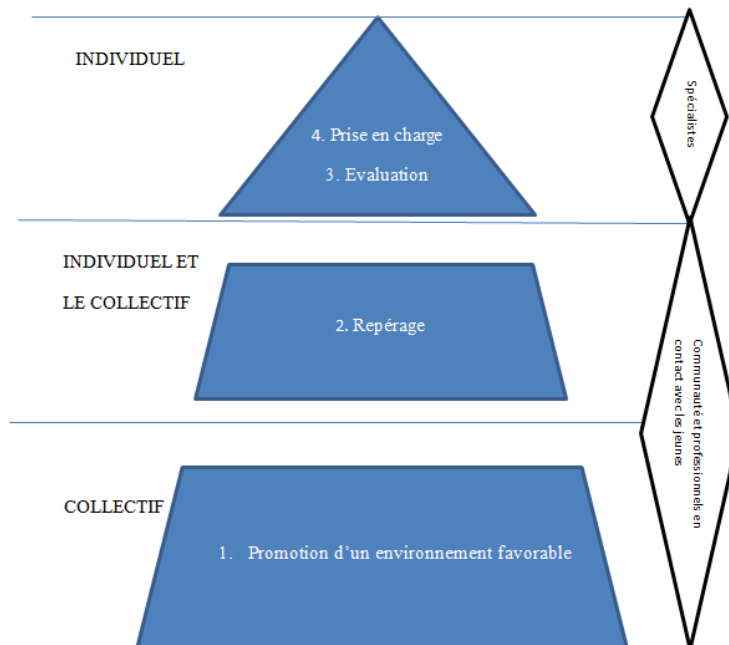 INDIVIDUEL
4. Prise en charge
3. Evaluation
Spécialistes
INDIVIDUEL ET
LE COLLECTIF
2. Repérage
Communauté et professionnels en
contact avec les jeunes
COLLECTIF
1. Promotion d’un environnement favorable